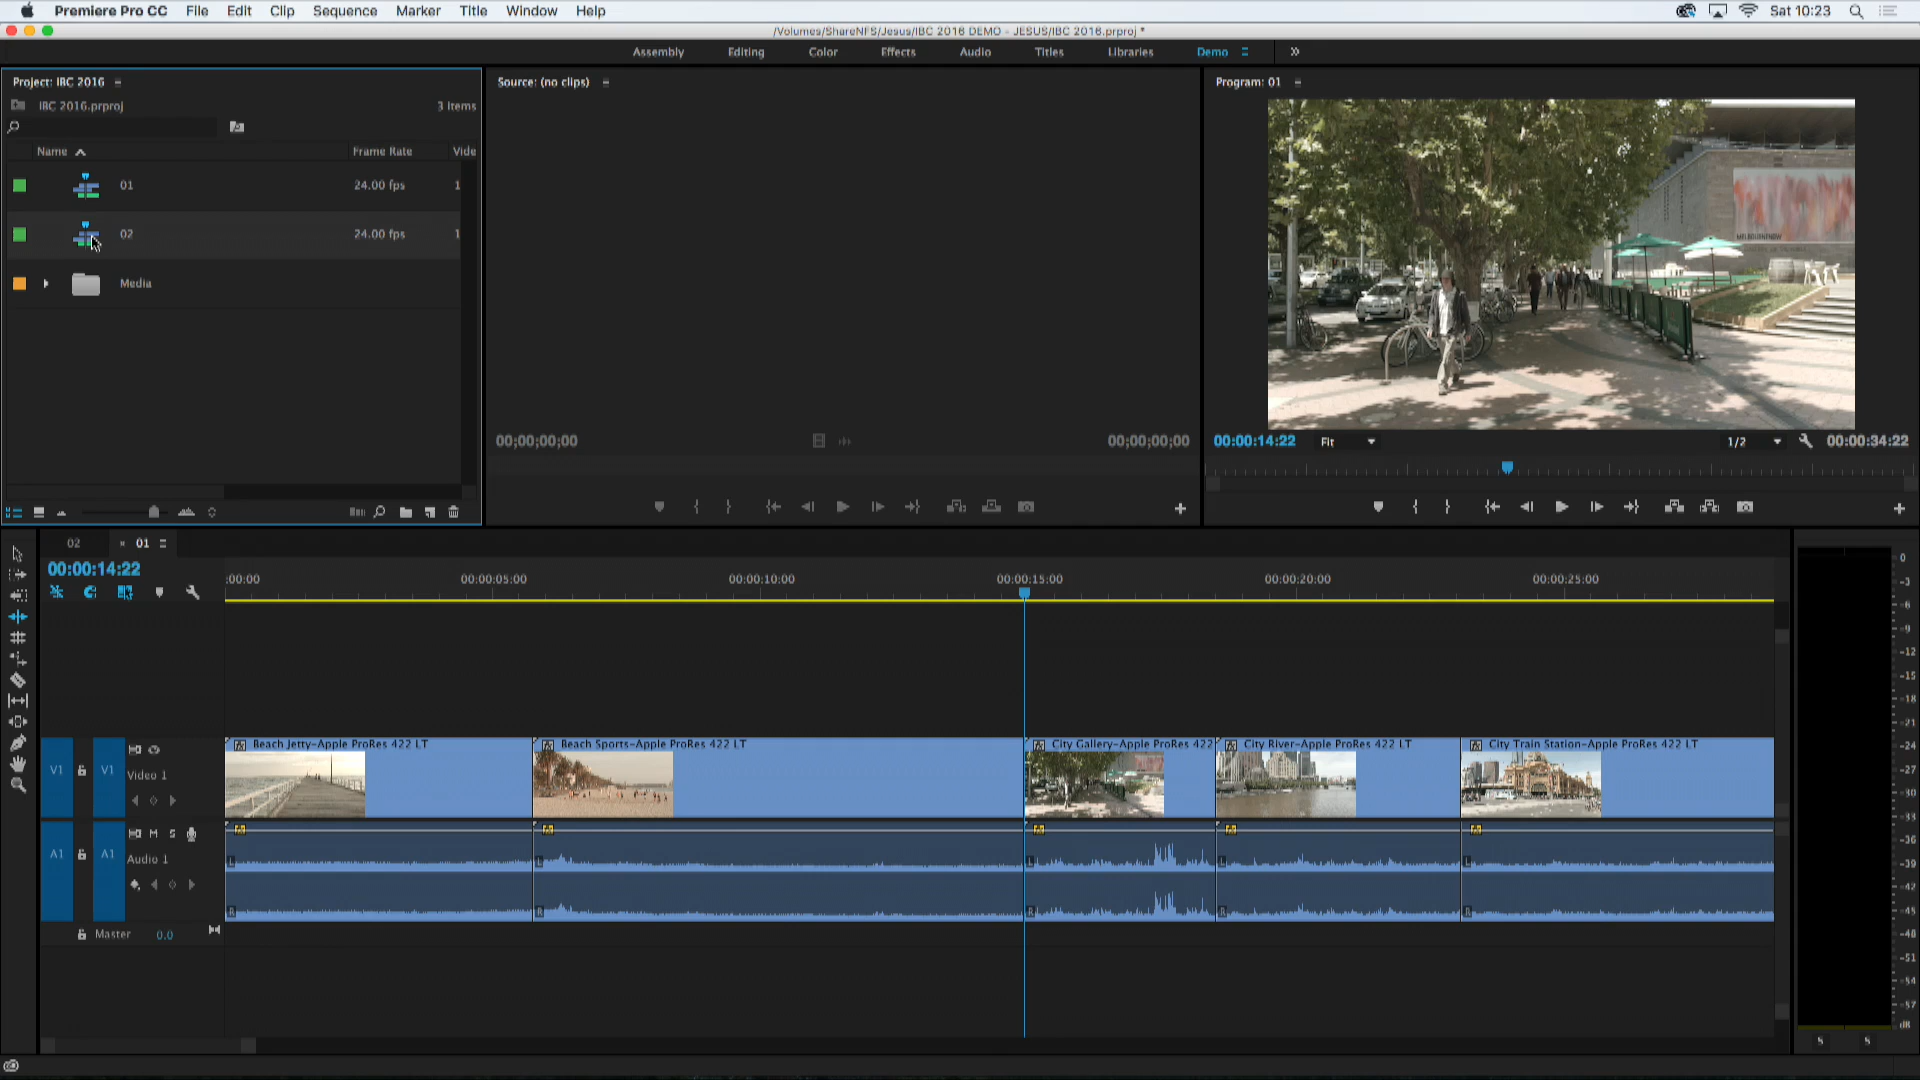 Premiere Pro CC File Edit Clip Sequence Marker Title Window Help Sat 10:23
/Volumes/ShareNFS/Jesus/IBC 2016 DEMO - JESUS/IBC 2016.prproj *
Assembly Editing Color Effects Audio Titles Libraries Demo
Project: IBC 2016
IBC 2016.prproj 3 Items
Name Frame Rate Vide
01 24.00 fps 1
02 24.00 fps 1
Media
Source: (no clips)
00;00;00;00 00;00;00;00
Program: 01
MELBOURNENOW
00:00:14:22 Fit 1/2 00:00:34:22
02 01
00:00:14:22
:00:00 00:00:05:00 00:00:10:00 00:00:15:00 00:00:20:00 00:00:25:00
Beach Jetty-Apple ProRes 422 LT Beach Sports-Apple ProRes 422 LT City Gallery-Apple ProRes 422 City River-Apple ProRes 422 LT City Train Station-Apple ProRes 422 LT
V1 V1 Video 1
M S
A1 A1 Audio 1
L L L L L
R R R R R
Master 0.0
0
-3
-6
-9
-12
-15
-18
-21
-24
-27
-30
-33
-36
-39
-42
-45
-48
-51
-54
-57
dB
S S